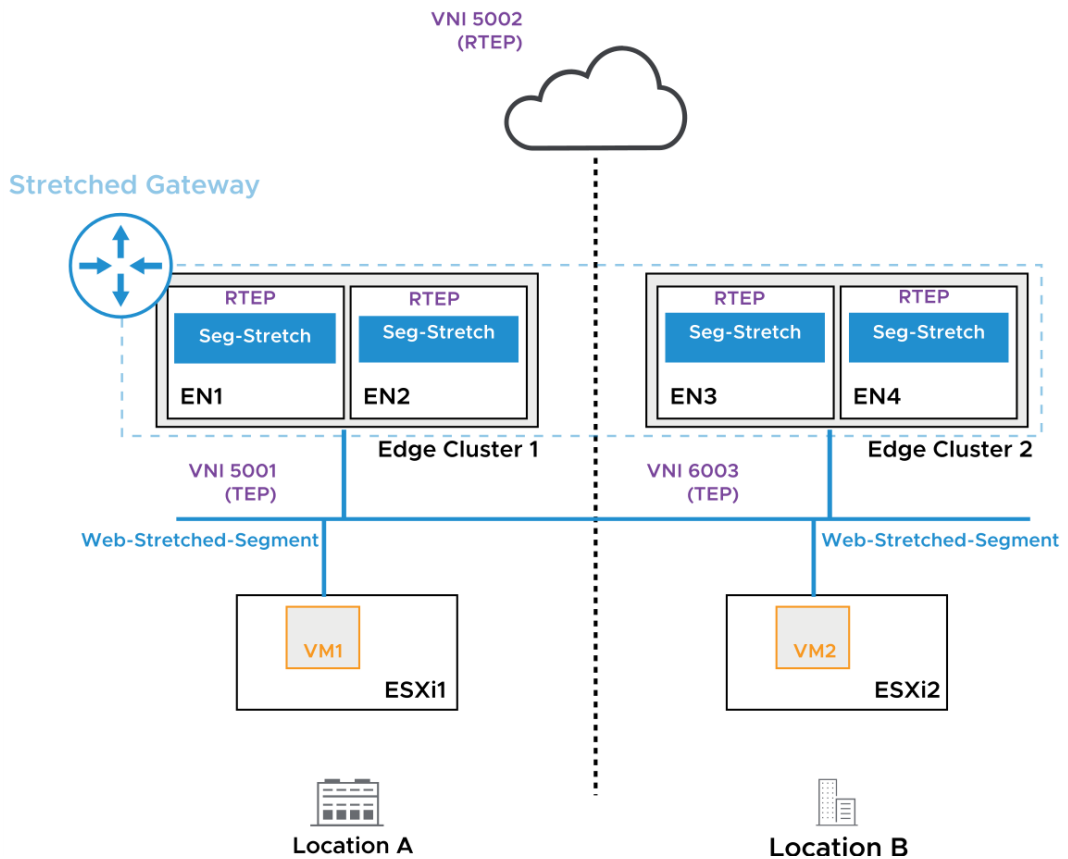 VNI 5002
(RTEP)
Stretched Gateway
RTEP
RTEP
RTEP
RTEP
Seg-Stretch
Seg-Stretch
Seg-Stretch
Seg-Stretch
EN1
EN2
EN3
EN4
Edge Cluster 1
Edge Cluster 2
VNI 5001
(TEP)
VNI 6003
(TEP)
Web-Stretched-Segment
Web-Stretched-Segment
VM1
VM2
ESXi1
ESXi2
Location A
Location B